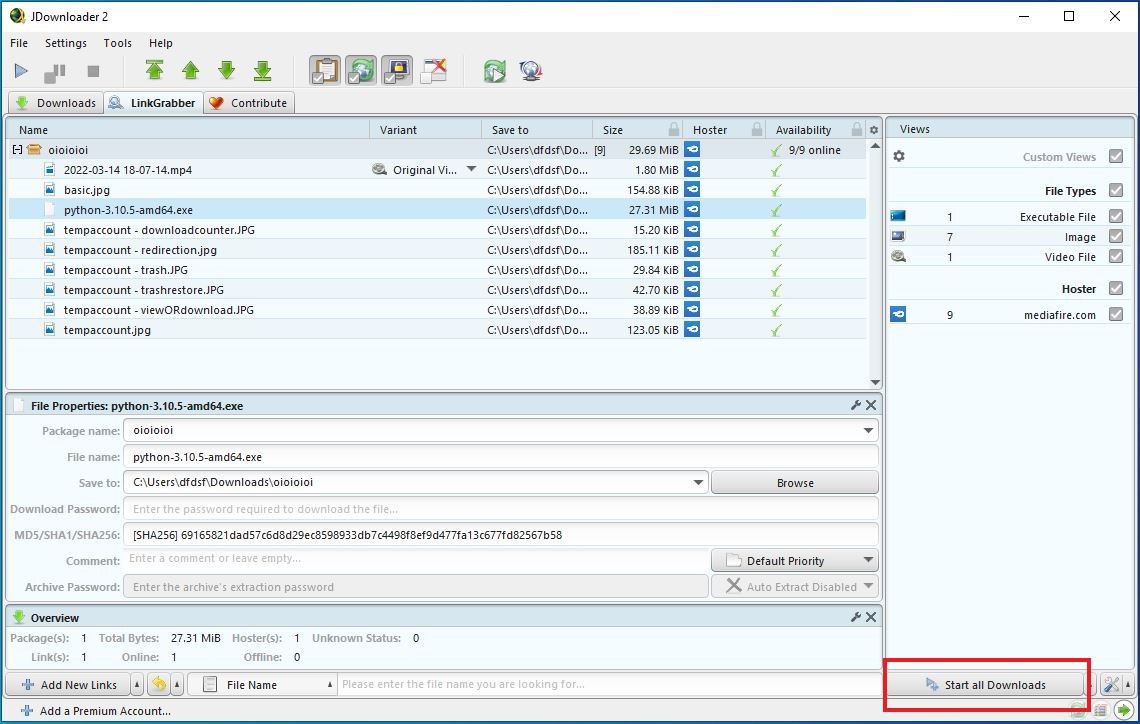 JDownloader 2
File Settings Tools Help
Downloads LinkGrabber Contribute
Name Variant Save to Size Hoster Availability
oioioioi C:\Users\dfdsf\Do... [9] 29.69 MiB 9/9 online
2022-03-14 18-07-14.mp4 Original Vi... C:\Users\dfdsf\Do... 1.80 MiB
basic.jpg C:\Users\dfdsf\Do... 154.88 KiB
python-3.10.5-amd64.exe C:\Users\dfdsf\Do... 27.31 MiB
tempaccount - downloadcounter.JPG C:\Users\dfdsf\Do... 15.20 KiB
tempaccount - redirection.jpg C:\Users\dfdsf\Do... 185.11 KiB
tempaccount - trash.JPG C:\Users\dfdsf\Do... 29.84 KiB
tempaccount - trashrestore.JPG C:\Users\dfdsf\Do... 42.70 KiB
tempaccount - viewORdownload.JPG C:\Users\dfdsf\Do... 38.89 KiB
tempaccount.jpg C:\Users\dfdsf\Do... 123.05 KiB
Views
Custom Views
File Types
1 Executable File
7 Image
1 Video File
Hoster
9 mediafire.com
File Properties: python-3.10.5-amd64.exe
Package name: oioioioi
File name: python-3.10.5-amd64.exe
Save to: C:\Users\dfdsf\Downloads\oioioioi Browse
Download Password: Enter the password required to download the file...
MD5/SHA1/SHA256: [SHA256] 69165821dad57c6d8d29ec8598933db7c4498f8ef9d477fa13c677fd82567b58
Comment: Enter a comment or leave empty... Default Priority
Archive Password: Enter the archive's extraction password Auto Extract Disabled
Overview
Package(s): 1 Total Bytes: 27.31 MiB Hoster(s): 1 Unknown Status: 0
Link(s): 1 Online: 1 Offline: 0
Add New Links File Name Please enter the file name you are looking for... Start all Downloads
Add a Premium Account...